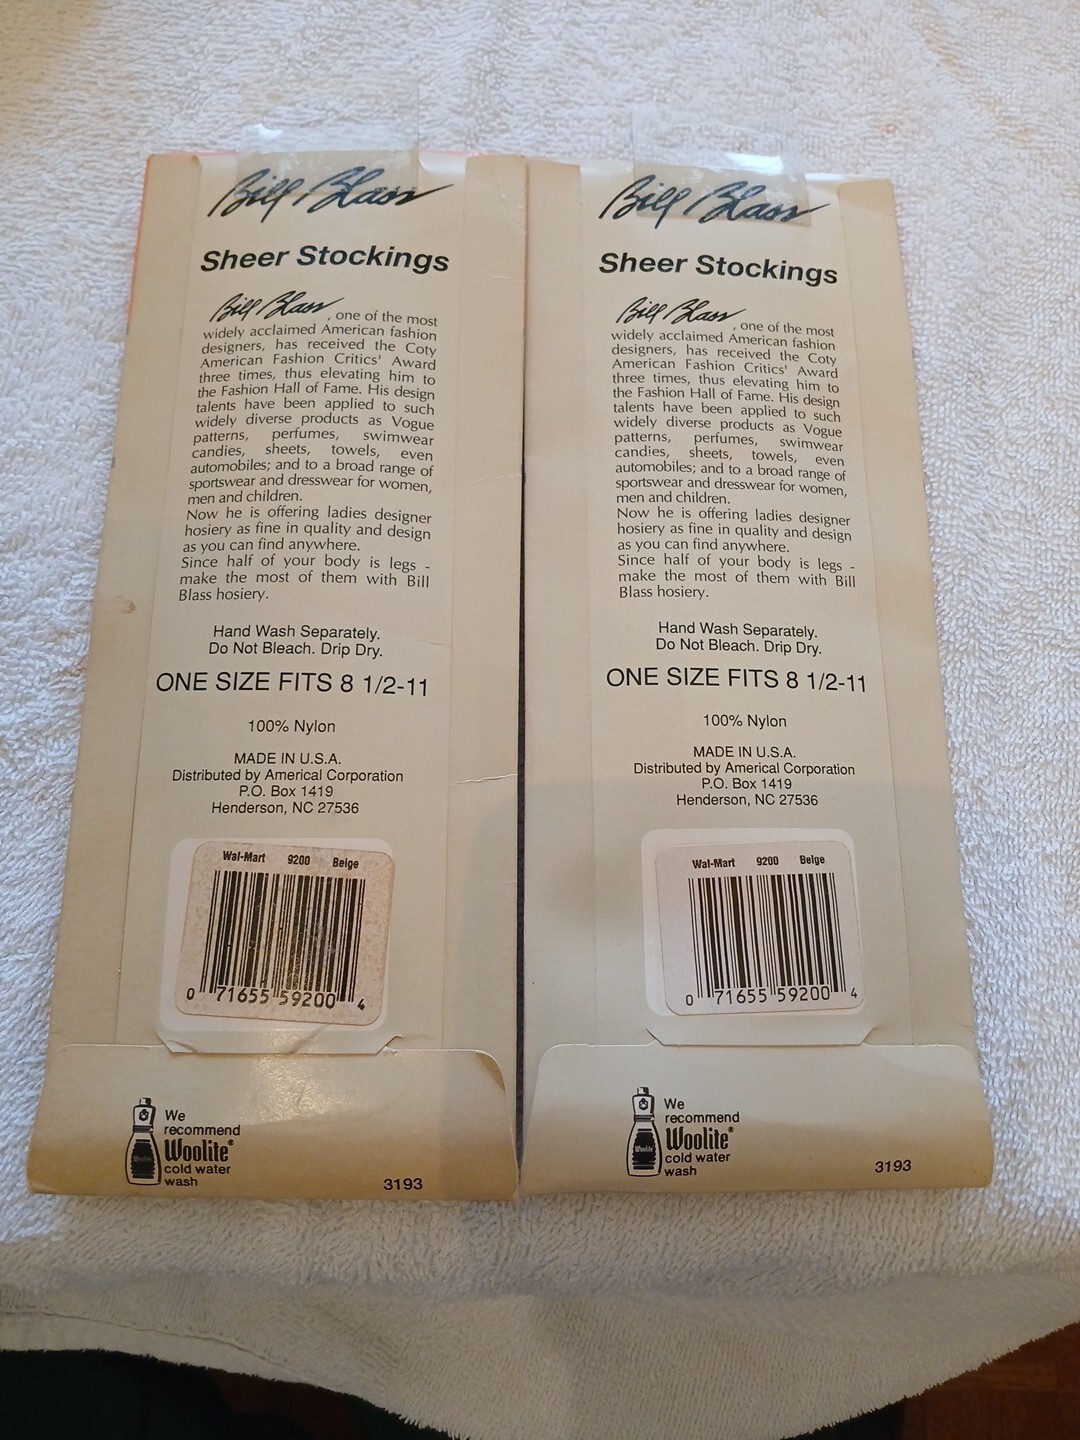 Bill Blass
Sheer Stockings
Bill Blass, one of the most
widely acclaimed American fashion
designers, has received the Coty
American Fashion Critics' Award
three times, thus elevating him to
the Fashion Hall of Fame. His design
talents have been applied to such
widely diverse products as Vogue
patterns, perfumes, swimwear
candies, sheets, towels, even
automobiles; and to a broad range of
sportswear and dresswear for women,
men and children.
Now he is offering ladies designer
hosiery as fine in quality and design
as you can find anywhere.
Since half of your body is legs -
make the most of them with Bill
Blass hosiery.
Hand Wash Separately.
Do Not Bleach. Drip Dry.
ONE SIZE FITS 8 1/2-11
100% Nylon
MADE IN U.S.A.
Distributed by Americal Corporation
P.O. Box 1419
Henderson, NC 27536
Wal-Mart 9200 Beige
0 71655 59200 4
We
recommend
Woolite®
cold water
wash
3193
Bill Blass
Sheer Stockings
Bill Blass, one of the most
widely acclaimed American fashion
designers, has received the Coty
American Fashion Critics' Award
three times, thus elevating him to
the Fashion Hall of Fame. His design
talents have been applied to such
widely diverse products as Vogue
patterns, perfumes, swimwear
candies, sheets, towels, even
automobiles; and to a broad range of
sportswear and dresswear for women,
men and children.
Now he is offering ladies designer
hosiery as fine in quality and design
as you can find anywhere.
Since half of your body is legs -
make the most of them with Bill
Blass hosiery.
Hand Wash Separately.
Do Not Bleach. Drip Dry.
ONE SIZE FITS 8 1/2-11
100% Nylon
MADE IN U.S.A.
Distributed by Americal Corporation
P.O. Box 1419
Henderson, NC 27536
Wal-Mart 9200 Beige
0 71655 59200 4
We
recommend
Woolite®
cold water
wash
3193